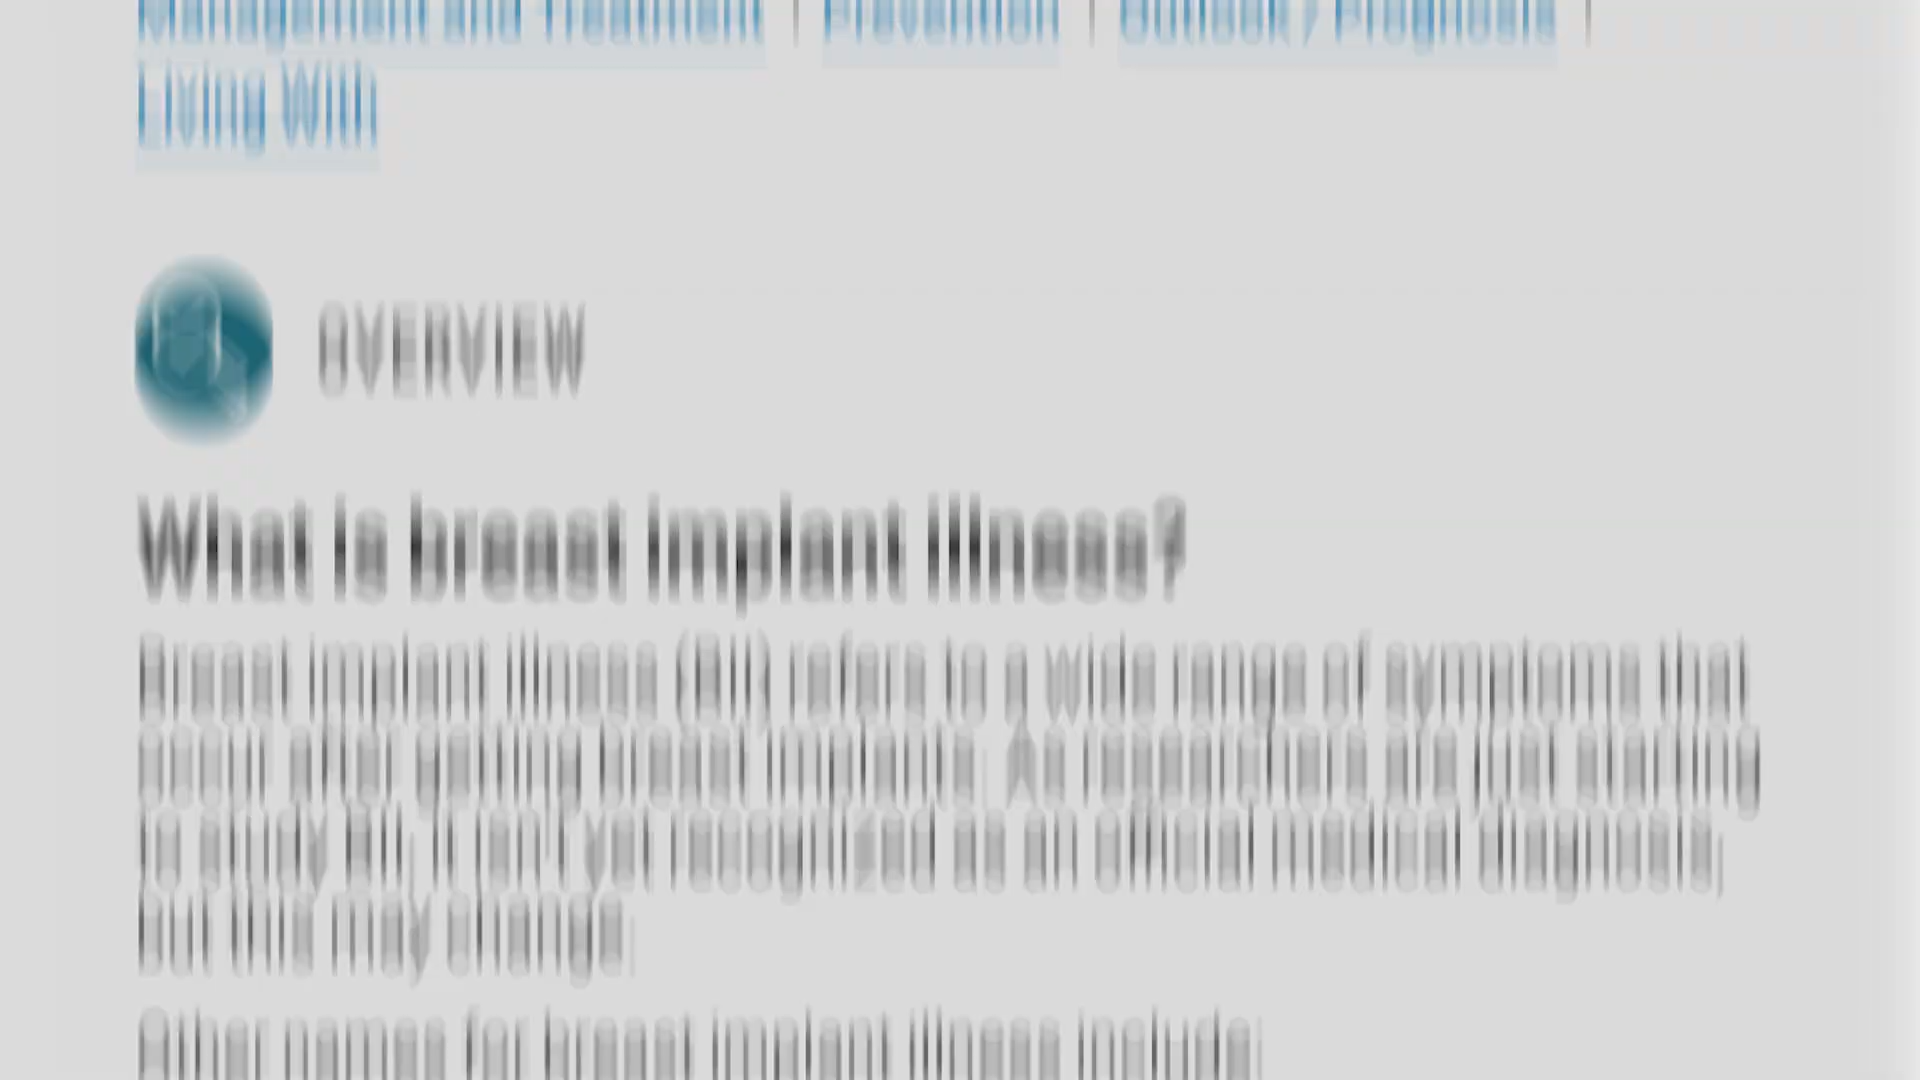 Management and Treatment | Prevention | Outlook / Prognosis |
Living With
OVERVIEW
What is breast implant illness?
Breast implant illness (BII) refers to a wide range of symptoms that
occur after getting breast implants. As researchers are just starting
to study BII, it isn't yet recognized as an official medical diagnosis,
but this may change.
Other names for breast implant illness include: